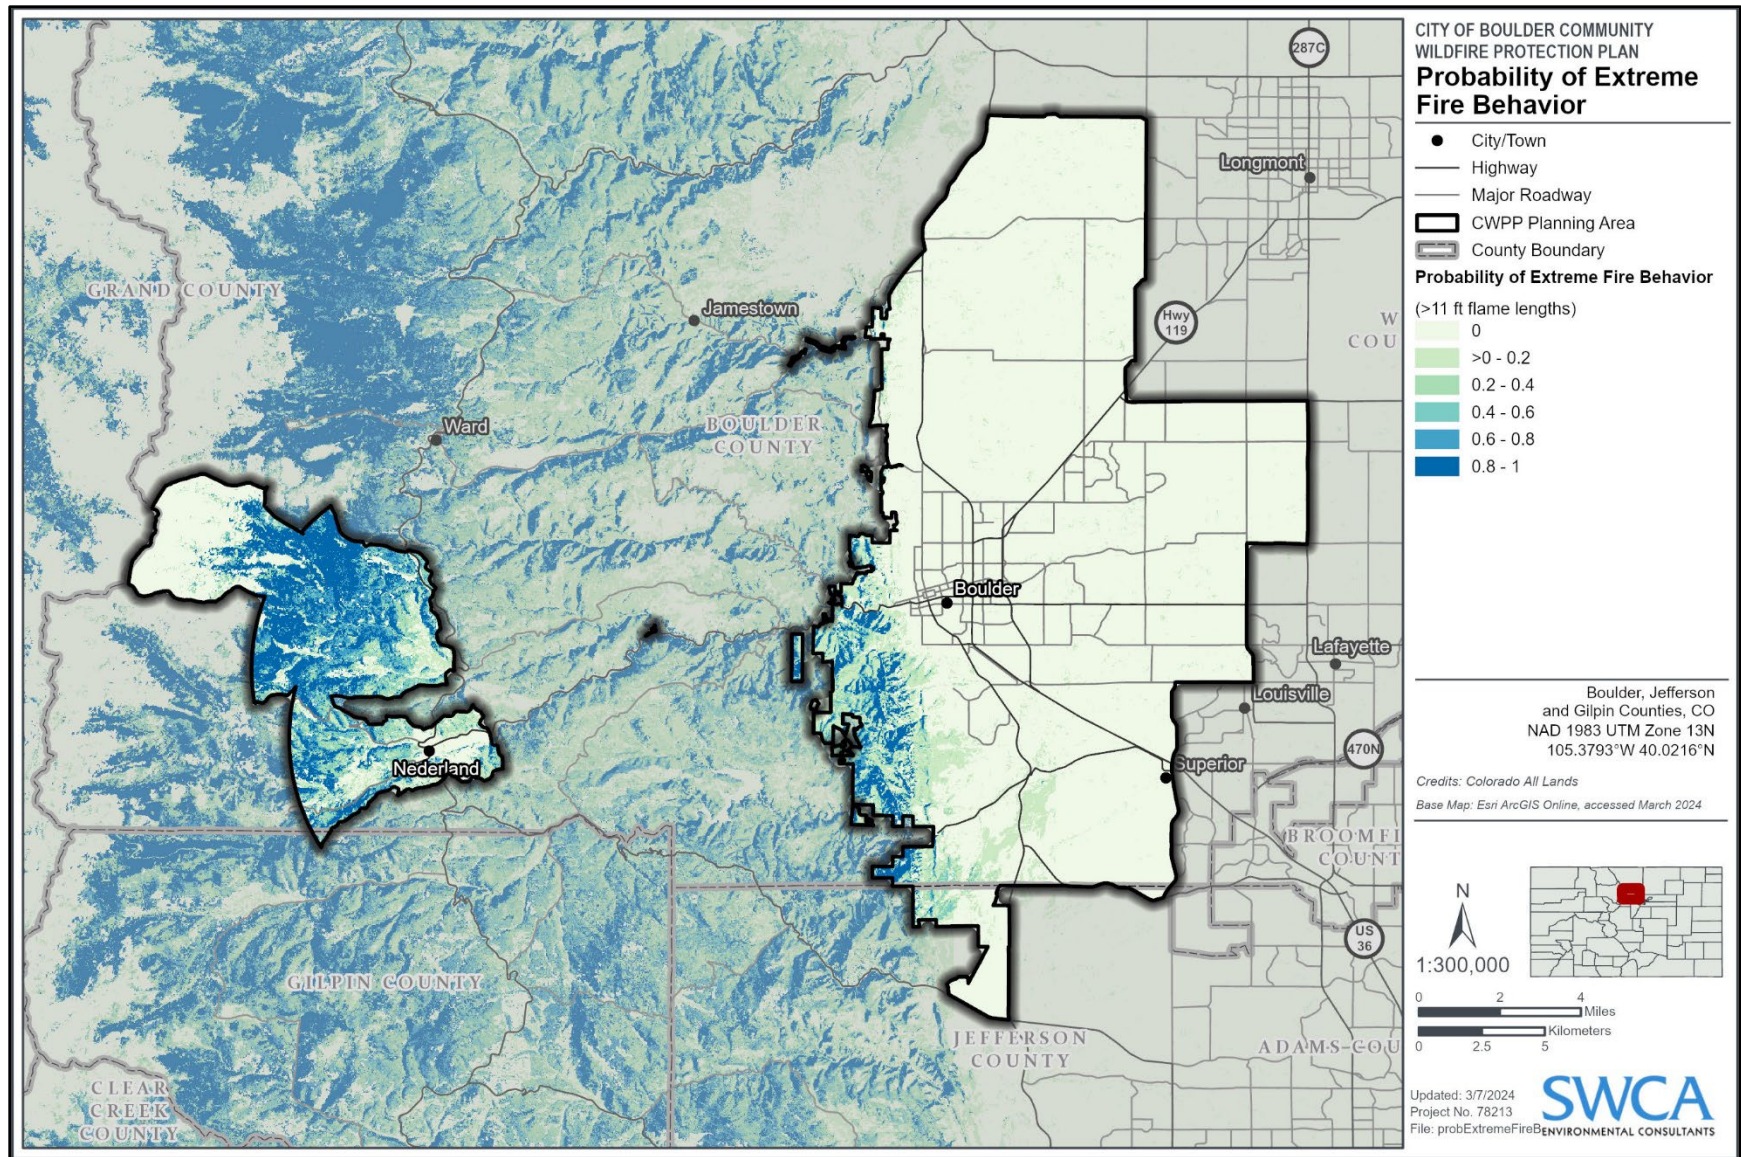 CITY OF BOULDER COMMUNITY
WILDFIRE PROTECTION PLAN
Probability of Extreme
Fire Behavior
City/Town
Highway
Major Roadway
CWPP Planning Area
County Boundary
Probability of Extreme Fire Behavior
(>11 ft flame lengths)
0
>0 - 0.2
0.2 - 0.4
0.4 - 0.6
0.6 - 0.8
0.8 - 1
Boulder, Jefferson
and Gilpin Counties, CO
NAD 1983 UTM Zone 13N
105.3793°W 40.0216°N
Credits: Colorado All Lands
Base Map: Esri ArcGIS Online, accessed March 2024
N
1:300,000
0 2 4
Miles
Kilometers
0 2.5 5
Updated: 3/7/2024
Project No. 78213
File: probExtremeFireB
SWCA
ENVIRONMENTAL CONSULTANTS
287C
Longmont
GRAND COUNTY
Jamestown
Hwy
119
W
COU
Ward
BOULDER
COUNTY
Boulder
Lafayette
Louisville
470N
Nederland
Superior
BROOMFI
COUNT
US
36
GILPIN COUNTY
JEFFERSON
COUNTY
ADAMS COU
CLEAR
CREEK
COUNTY